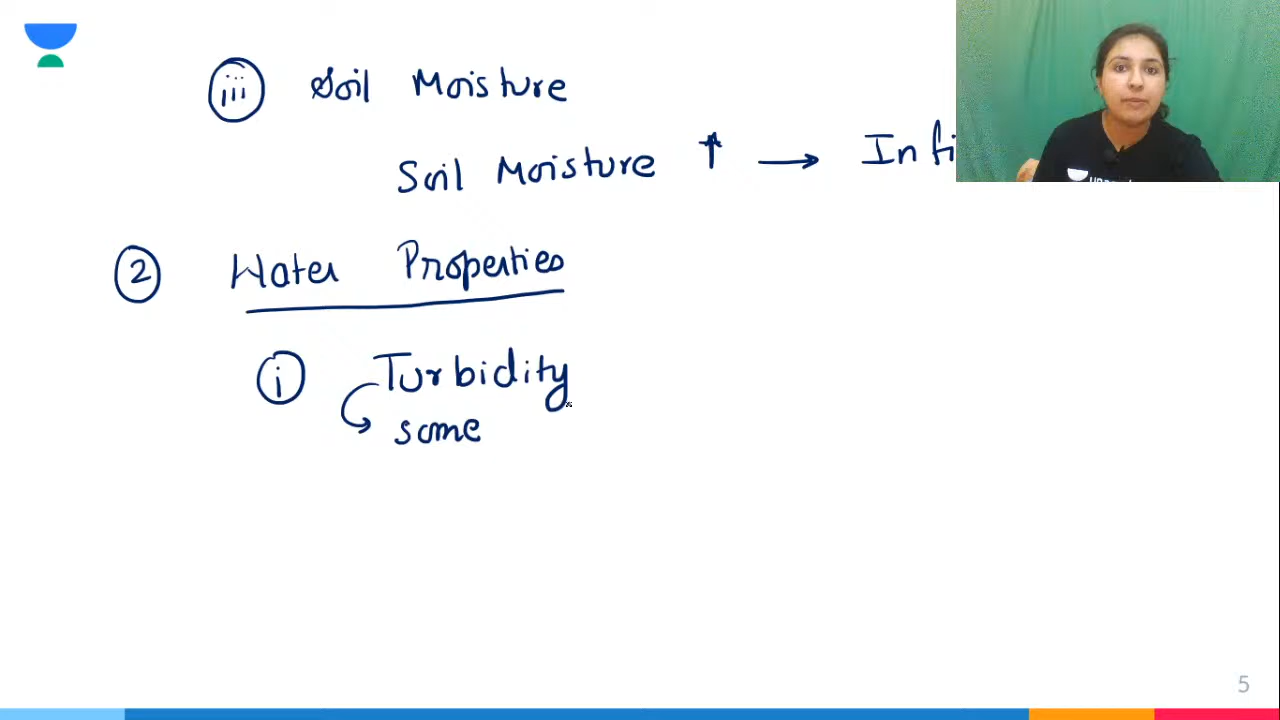 iii Soil Moisture
Soil Moisture ↑ → Infi
2 Water Properties
i Turbidity
some
5